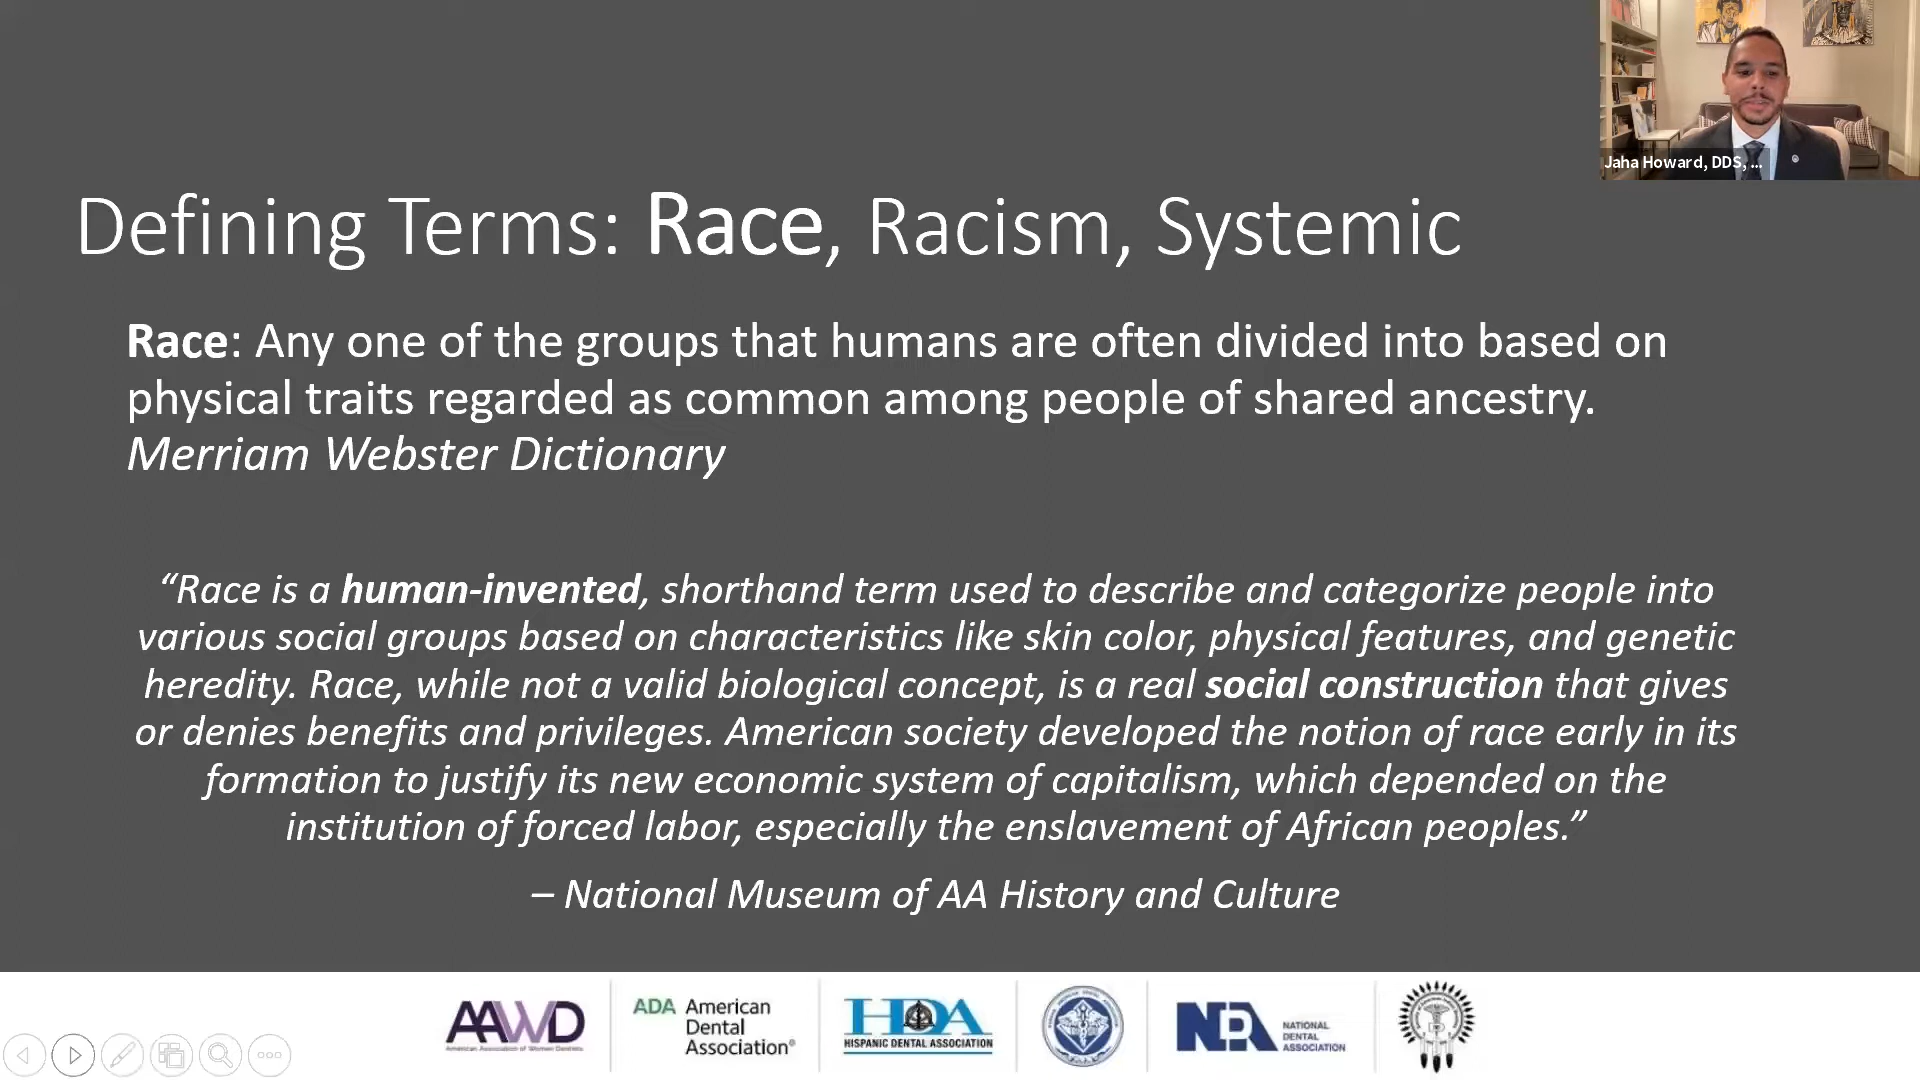 Jaha Howard, DDS, ...
Defining Terms: Race, Racism, Systemic
Race: Any one of the groups that humans are often divided into based on
physical traits regarded as common among people of shared ancestry.
Merriam Webster Dictionary
“Race is a human-invented, shorthand term used to describe and categorize people into
various social groups based on characteristics like skin color, physical features, and genetic
heredity. Race, while not a valid biological concept, is a real social construction that gives
or denies benefits and privileges. American society developed the notion of race early in its
formation to justify its new economic system of capitalism, which depended on the
institution of forced labor, especially the enslavement of African peoples.”
– National Museum of AA History and Culture
AAWD
American Association of Women Dentists
ADA American
Dental
Association®
HDA
HISPANIC DENTAL ASSOCIATION
NDA
NATIONAL
DENTAL
ASSOCIATION